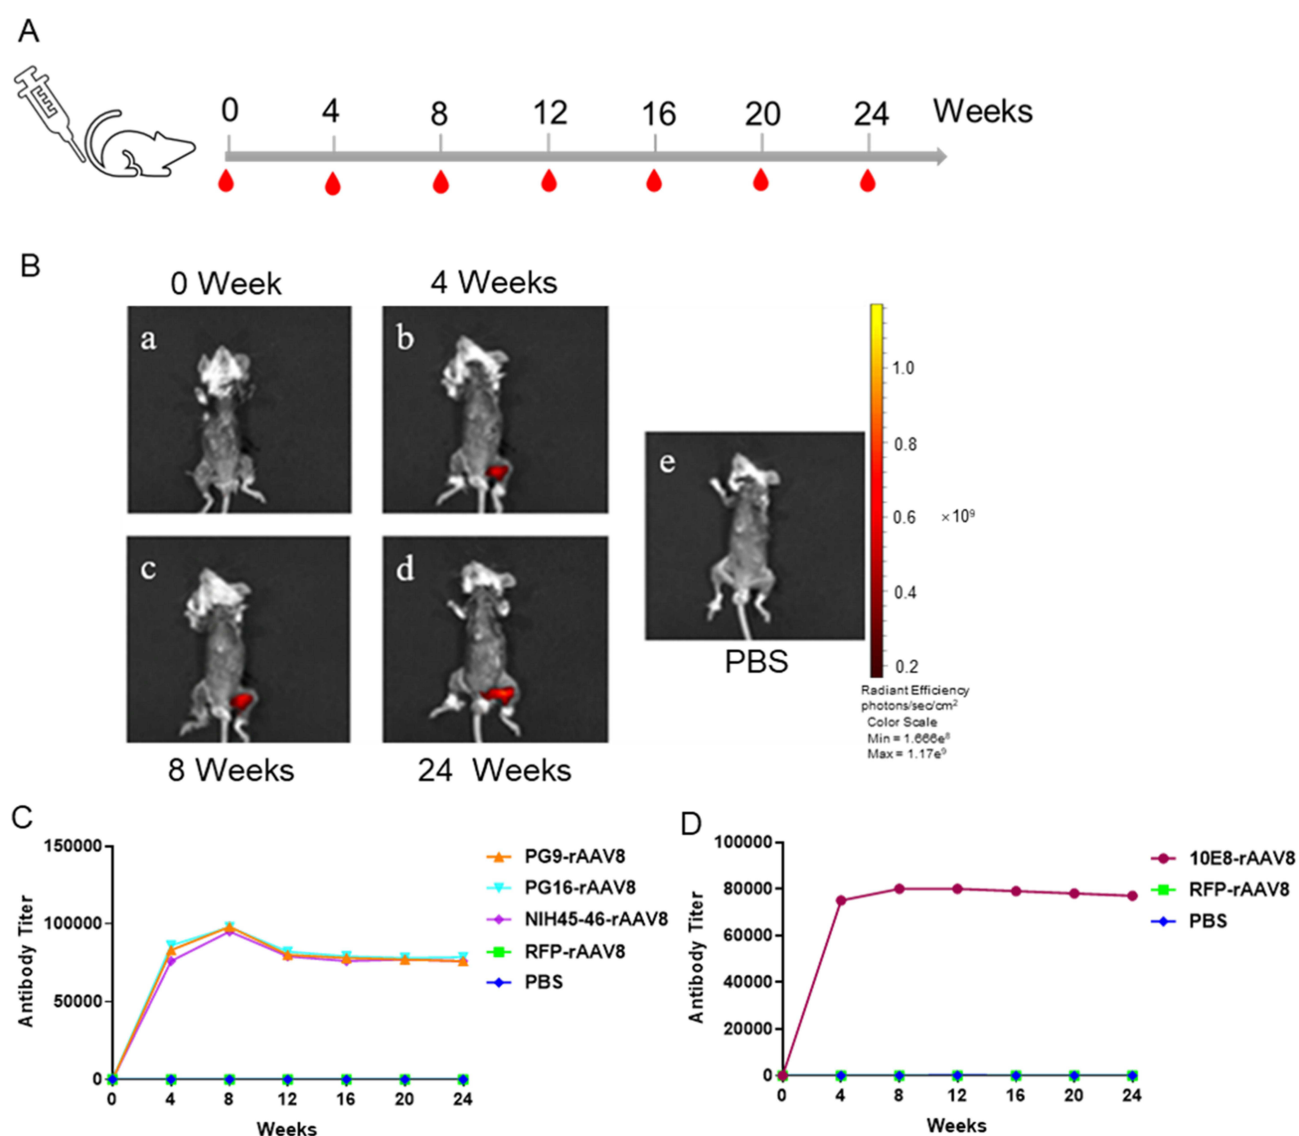 A
0 4 8 12 16 20 24 Weeks
B
0 Week
4 Weeks
a
b
c
d
e
8 Weeks
24 Weeks
PBS
1.0
0.8
0.6
×10⁹
0.4
0.2
Radiant Efficiency
photons/sec/cm²
Color Scale
Min = 1.666e⁸
Max = 1.17e⁹
C
150000
100000
50000
0
Antibody Titer
0 4 8 12 16 20 24
Weeks
PG9-rAAV8
PG16-rAAV8
NIH45-46-rAAV8
RFP-rAAV8
PBS
D
100000
80000
60000
40000
20000
0
Antibody Titer
0 4 8 12 16 20 24
Weeks
10E8-rAAV8
RFP-rAAV8
PBS